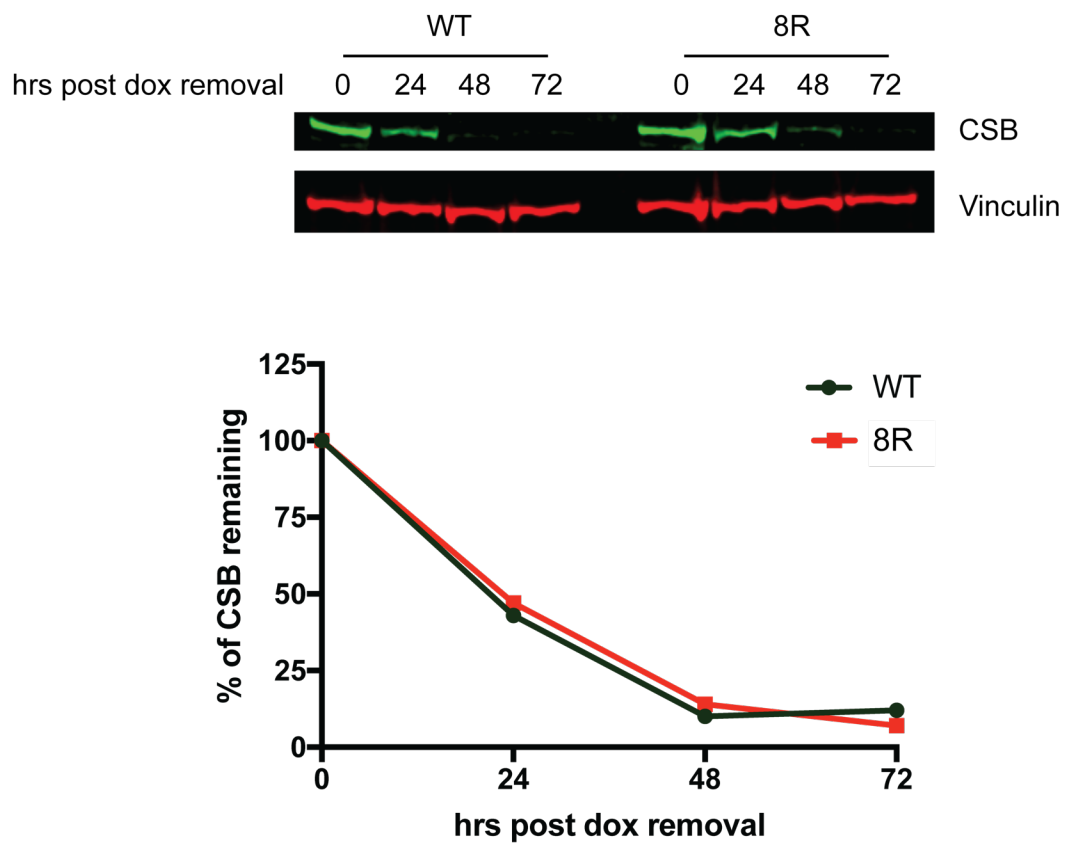 WT 8R
hrs post dox removal 0 24 48 72 0 24 48 72
CSB
Vinculin
125
100
75
50
25
0
% of CSB remaining
WT
8R
0 24 48 72
hrs post dox removal